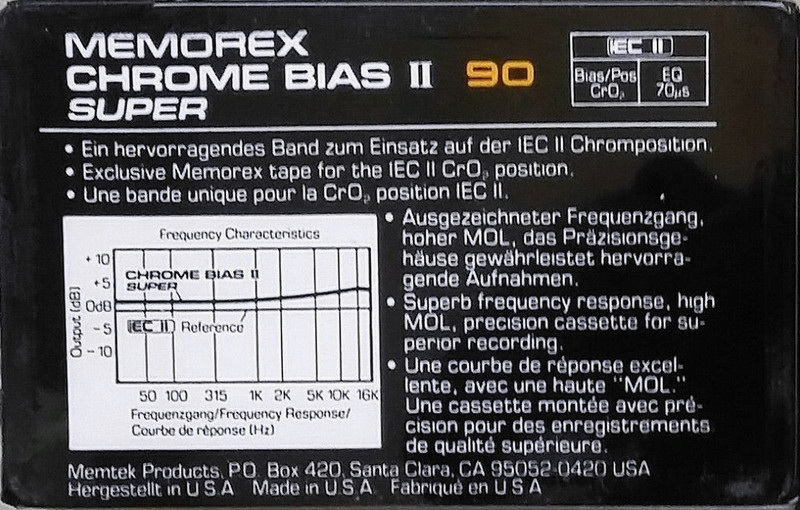 MEMOREX
CHROME BIAS II 90
SUPER
IEC II
Bias/Pos CrO₂
EQ 70µs
• Ein hervorragendes Band zum Einsatz auf der IEC II Chromposition.
• Exclusive Memorex tape for the IEC II CrO₂ position.
• Une bande unique pour la CrO₂ position IEC II.
Frequency Characteristics
+10
+5
0dB
-5
-10
Output (dB)
CHROME BIAS II
SUPER
IEC II Reference
50 100 315 1K 2K 5K 10K 16K
Frequenzgang/Frequency Response/
Courbe de réponse (Hz)
• Ausgezeichneter Frequenzgang,
hoher MOL, das Präzisionsge-
häuse gewährleistet hervorra-
gende Aufnahmen.
• Superb frequency response, high
MOL, precision cassette for su-
perior recording.
• Une courbe de réponse excel-
lente, avec une haute "MOL."
Une cassette montée avec pré-
cision pour des enregistrements
de qualité supérieure.
Memtek Products, P.O. Box 420, Santa Clara, CA 95052-0420 USA
Hergestellt in U.S.A. Made in U.S.A. Fabriqué en U S A